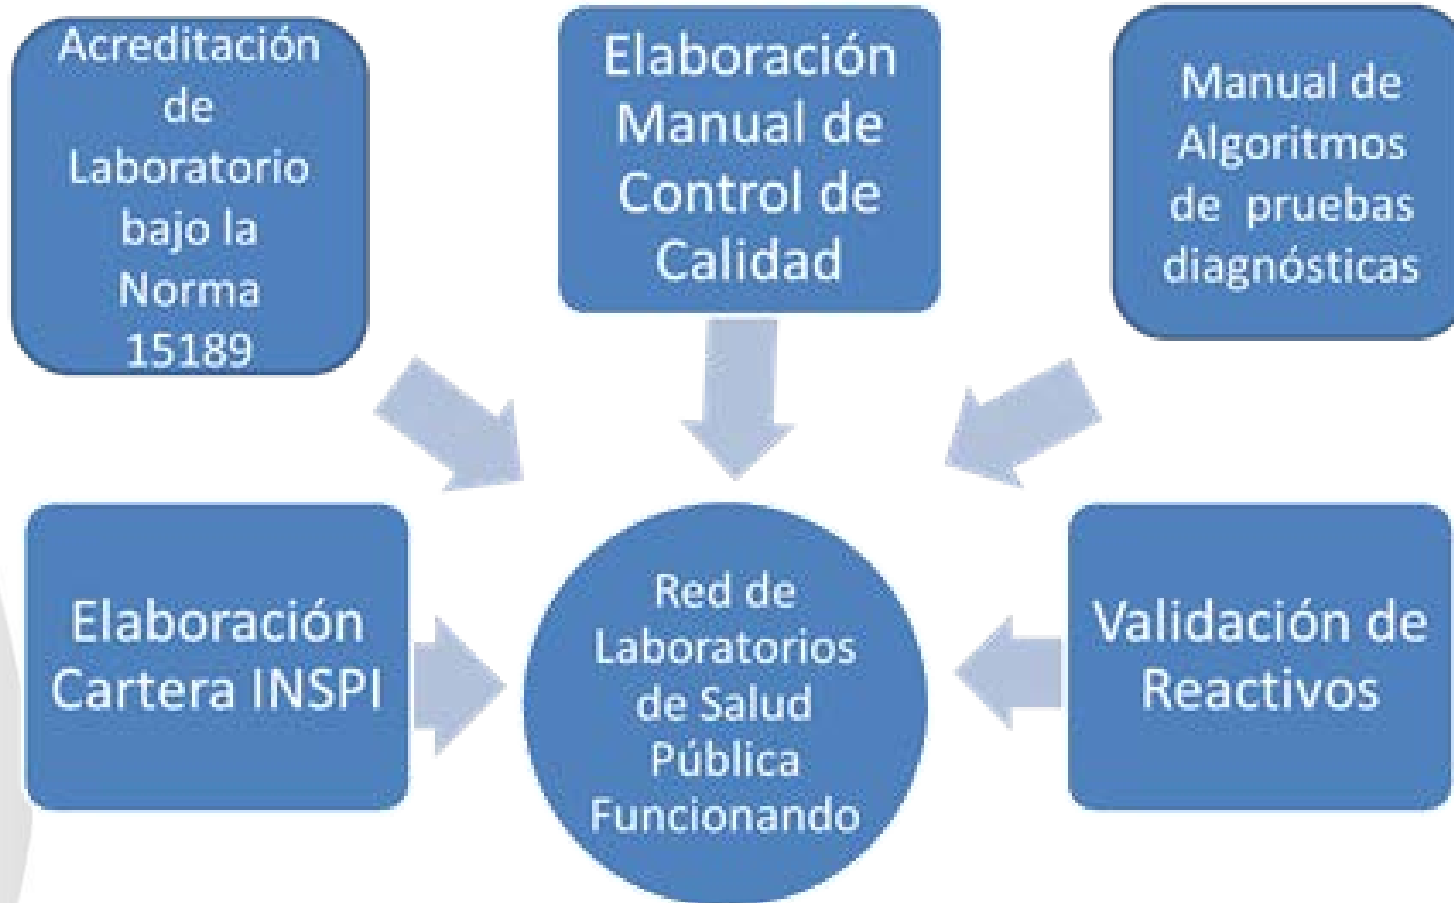 Acreditación
de
Laboratorio
bajo la
Norma
15189
Elaboración
Manual de
Control de
Calidad
Manual de
Algoritmos
de pruebas
diagnósticas
Elaboración
Cartera INSPI
Red de
Laboratorios
de Salud
Pública
Funcionando
Validación de
Reactivos